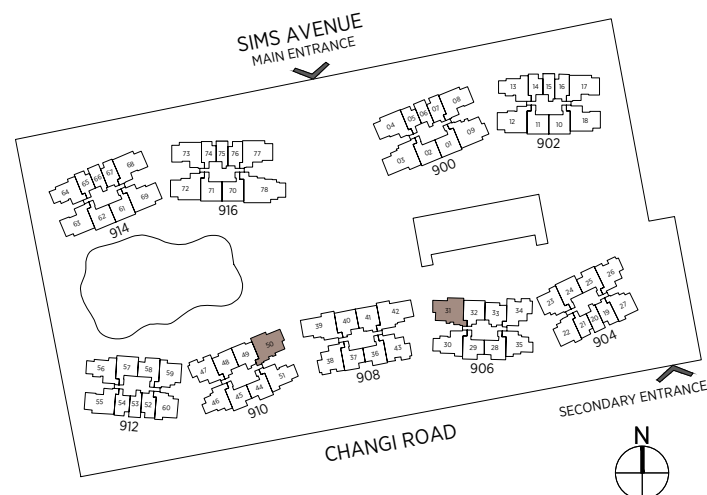 SIMS AVENUE
MAIN ENTRANCE
13 14 15 16 17
12 11 10 18
902
04 05 06 07 08
03 02 01 09
900
73 74 75 76 77
72 71 70 78
916
64 65 66 67 68
63 62 61 69
914
23 24 25 26
22 21 20 19 27
904
31 32 33 34
30 29 28 35
906
39 40 41 42
38 37 36 43
908
47 48 49 50
46 45 44 51
910
56 57 58 59
55 54 53 52 60
912
SECONDARY ENTRANCE
CHANGI ROAD
N